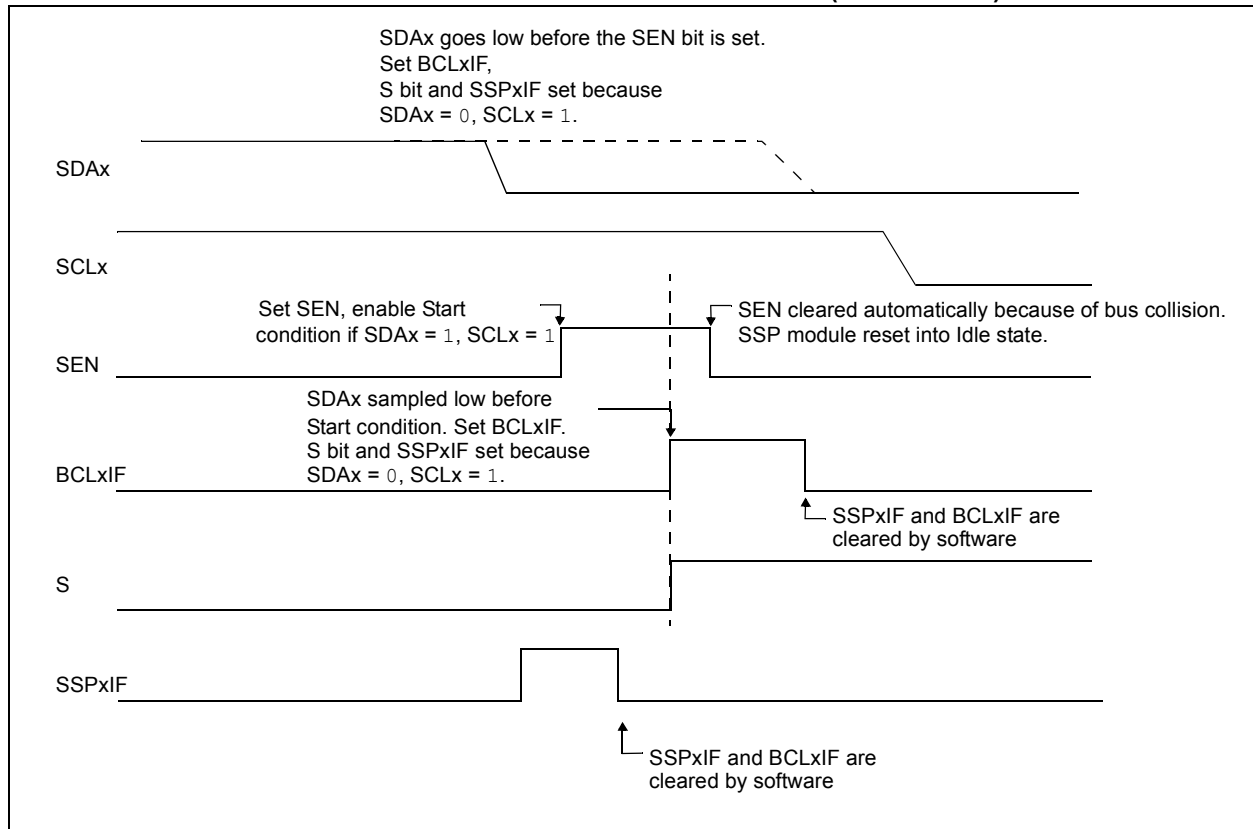 SDAx goes low before the SEN bit is set.
Set BCLxIF,
S bit and SSPxIF set because
SDAx = 0, SCLx = 1.
SDAx
SCLx
Set SEN, enable Start
condition if SDAx = 1, SCLx = 1
SEN cleared automatically because of bus collision.
SSP module reset into Idle state.
SEN
SDAx sampled low before
Start condition. Set BCLxIF.
S bit and SSPxIF set because
SDAx = 0, SCLx = 1.
BCLxIF
SSPxIF and BCLxIF are
cleared by software
S
SSPxIF
SSPxIF and BCLxIF are
cleared by software